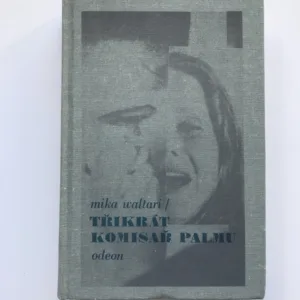 mika waltari/
TŘIKRÁT
KOMISAŘ PALMU
odeon